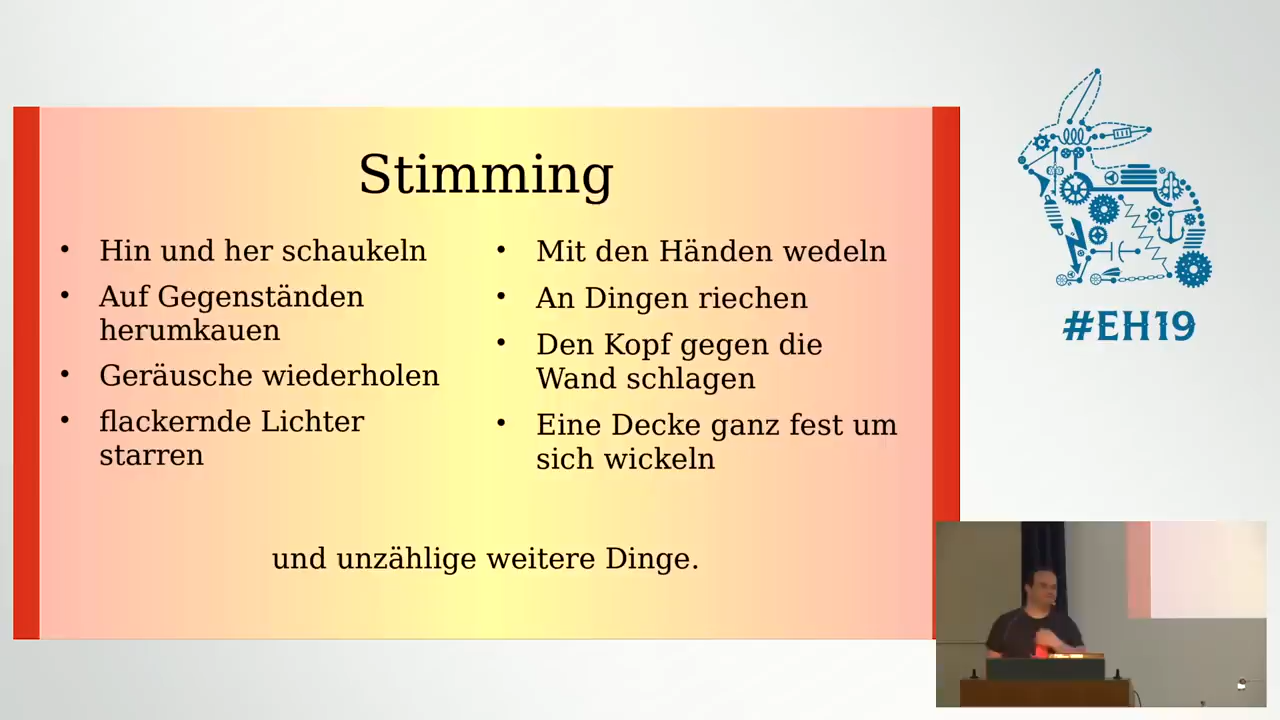 Stimming
• Hin und her schaukeln
• Auf Gegenständen
herumkauen
• Geräusche wiederholen
• flackernde Lichter
starren
• Mit den Händen wedeln
• An Dingen riechen
• Den Kopf gegen die
Wand schlagen
• Eine Decke ganz fest um
sich wickeln
und unzählige weitere Dinge.
#EH19